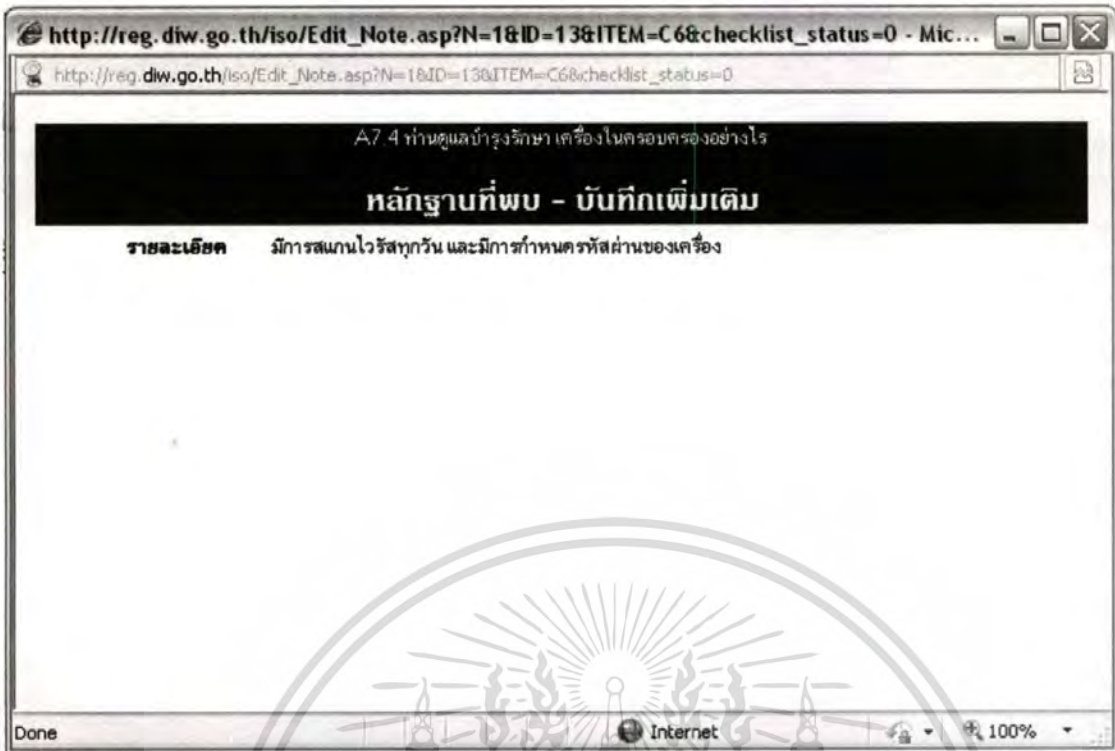 http://reg.diw.go.th/iso/Edit_Note.asp?N=1&ID=13&ITEM=C6&checklist_status=0 - Mic...
http://reg.diw.go.th/iso/Edit_Note.asp?N=1&ID=13&ITEM=C6&checklist_status=0
A7.4 ท่านดูแลบำรุงรักษา เครื่องในครอบครองอย่างไร
หลักฐานที่พบ - บันทึกเพิ่มเติม
รายละเอียด มีการสแกนไวรัสทุกวัน และมีการกำหนดรหัสผ่านของเครื่อง
Done Internet 100%